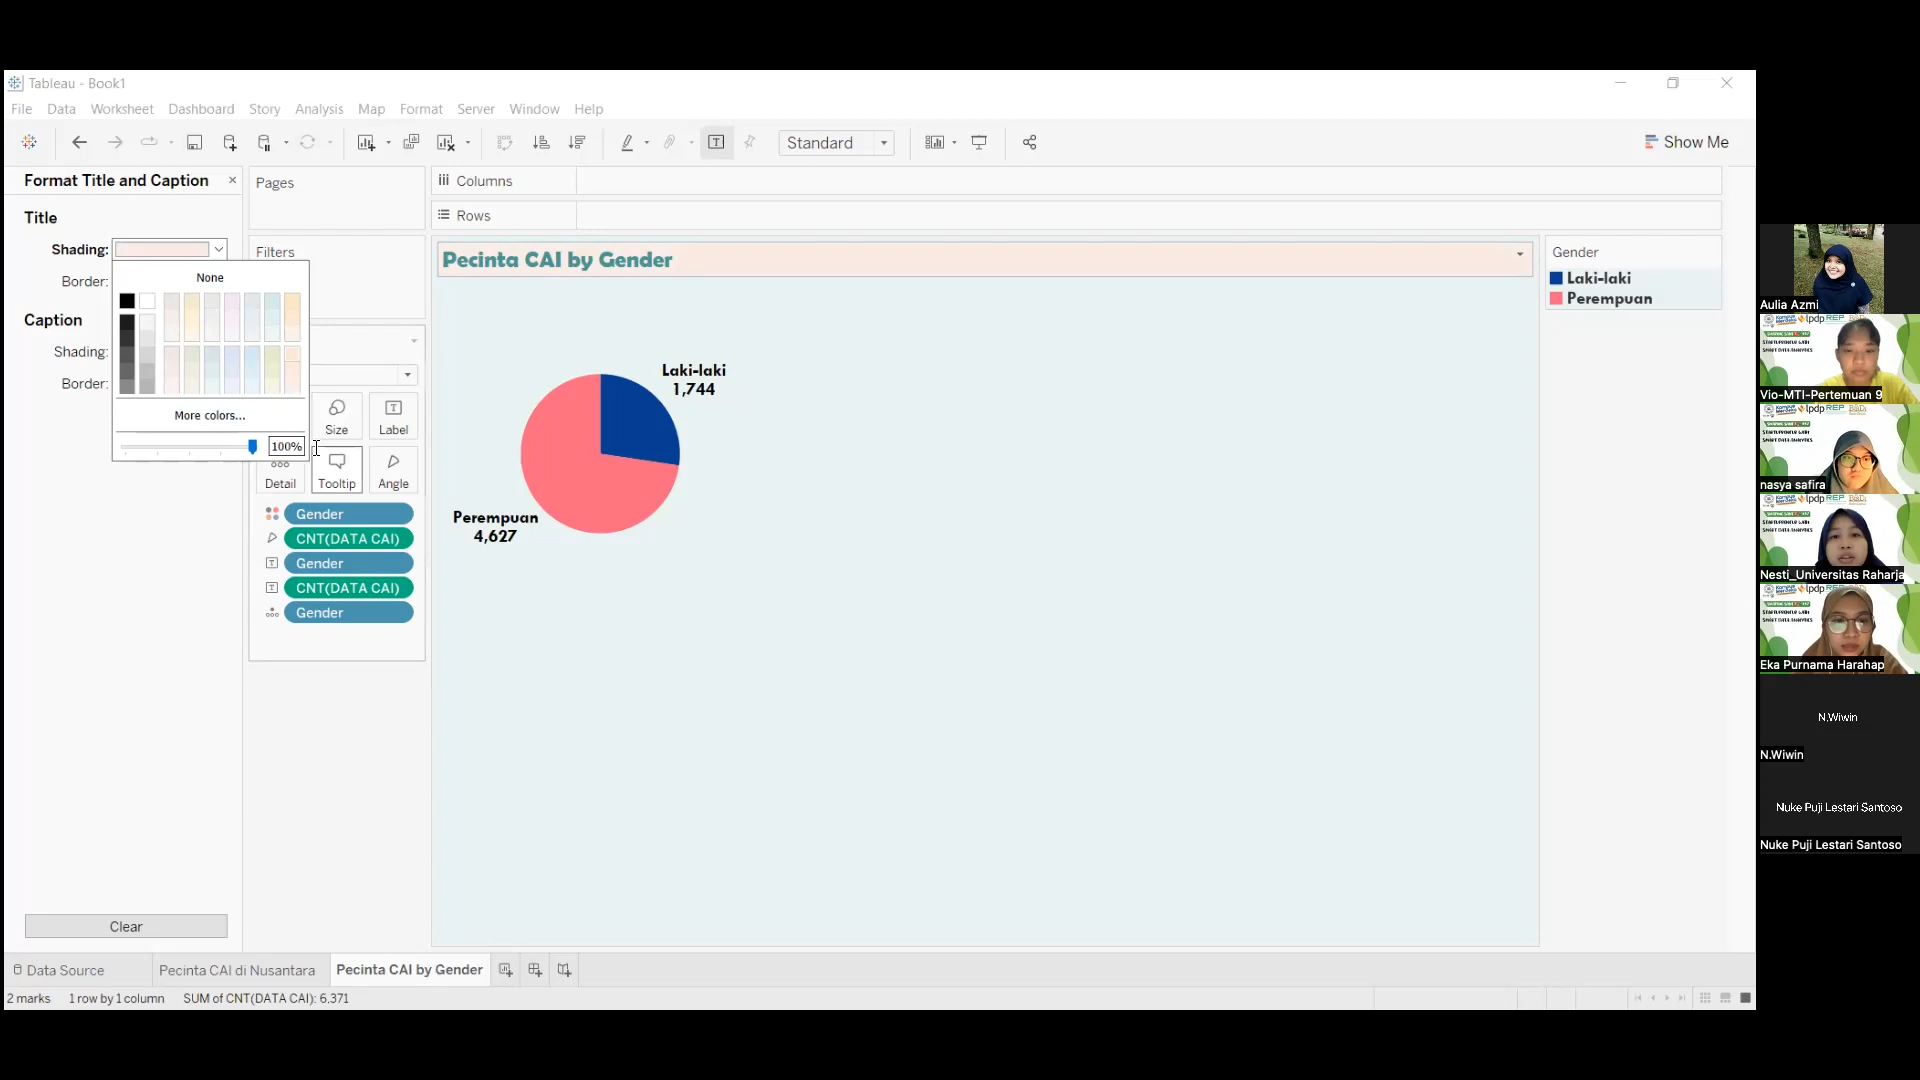 Tableau - Book1
File Data Worksheet Dashboard Story Analysis Map Format Server Window Help
Standard
Show Me
Format Title and Caption
Title
Shading:
Border:
Caption
Shading:
Border:
None
More colors...
100%
Clear
Pages
Filters
Size
Label
Detail
Tooltip
Angle
Gender
CNT(DATA CAI)
Gender
CNT(DATA CAI)
Gender
Columns
Rows
Pecinta CAI by Gender
Laki-laki
1,744
Perempuan
4,627
Gender
Laki-laki
Perempuan
Data Source
Pecinta CAI di Nusantara
Pecinta CAI by Gender
2 marks
1 row by 1 column
SUM of CNT(DATA CAI): 6.371
Aulia Azmi
Vio-MTI-Pertemuan 9
nasya safira
Nesti_Universitas Raharja
Eka Purnama Harahap
N.Wiwin
N.Wiwin
Nuke Puji Lestari Santoso
Nuke Puji Lestari Santoso